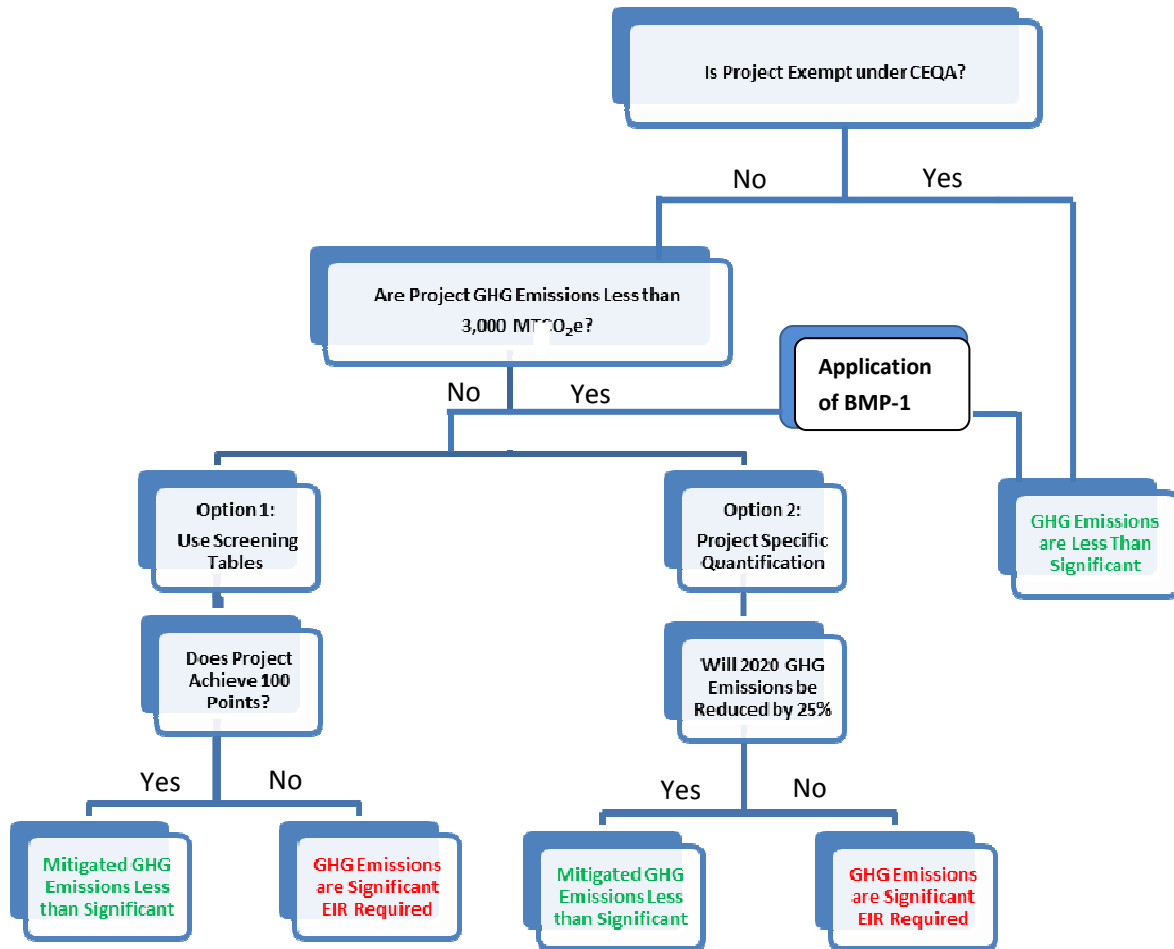 Is Project Exempt under CEQA?
No
Yes
Are Project GHG Emissions Less than
3,000 MTCO₂e?
Application
of BMP-1
No
Yes
Option 1:
Use Screening
Tables
Option 2:
Project Specific
Quantification
GHG Emissions
are Less Than
Significant
Does Project
Achieve 100
Points?
Will 2020 GHG
Emissions be
Reduced by 25%
Yes
No
Yes
No
Mitigated GHG
Emissions Less
than Significant
GHG Emissions
are Significant
EIR Required
Mitigated GHG
Emissions Less
than Significant
GHG Emissions
are Significant
EIR Required